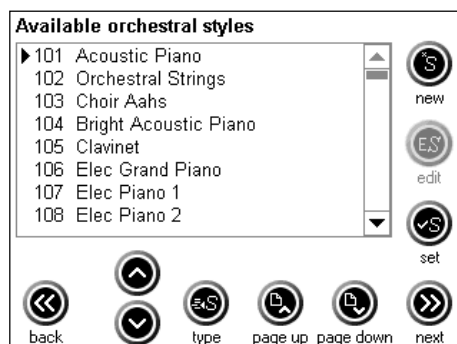 Available orchestral styles
101 Acoustic Piano
102 Orchestral Strings
103 Choir Aahs
104 Bright Acoustic Piano
105 Clavinet
106 Elec Grand Piano
107 Elec Piano 1
108 Elec Piano 2
new
edit
set
back
type
page up
page down
next